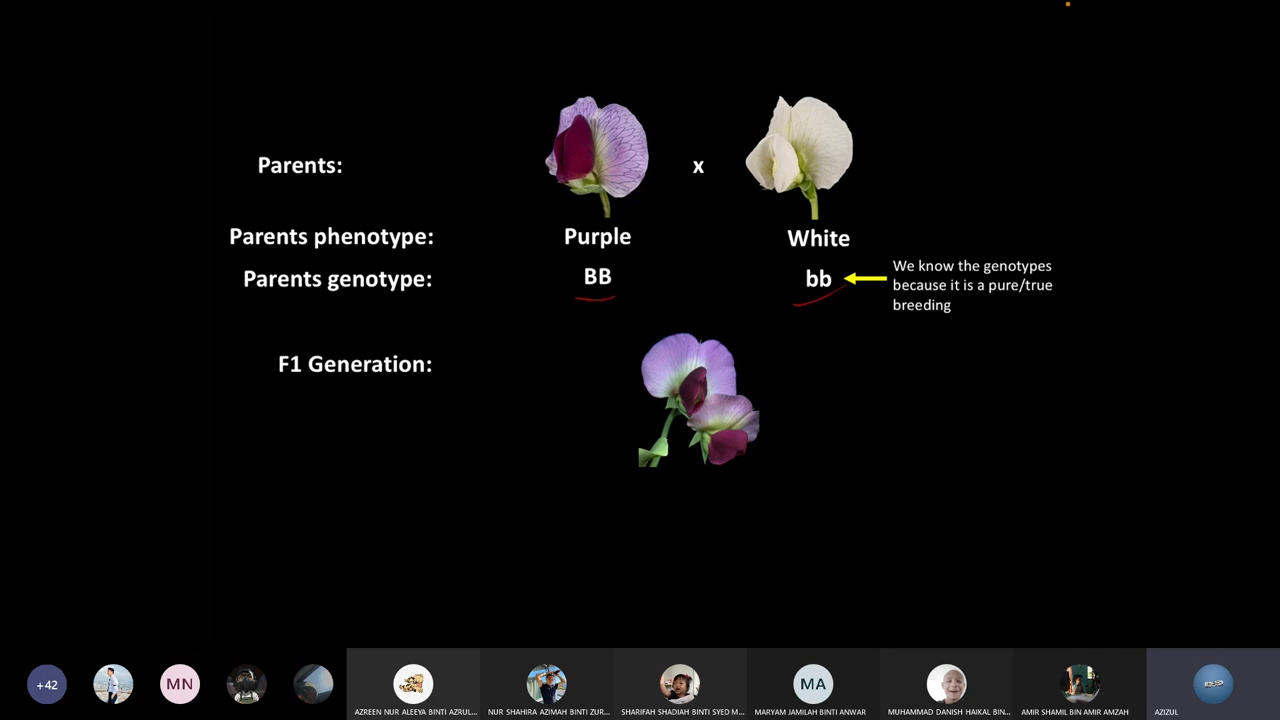 Parents:
x
Parents phenotype:
Purple
White
Parents genotype:
BB
bb
We know the genotypes
because it is a pure/true
breeding
F1 Generation:
+42
MN
MA
AZREEN NUR ALEEYA BINTI AZRUL...
NUR SHAHIRA AZIMAH BINTI ZUR...
SHARIFAH SHADIAH BINTI SYED M...
MARYAM JAMILAH BINTI ANWAR
MUHAMMAD DANISH HAIKAL BIN...
AMIR SHAMIL BIN AMIR AMZAH
AZIZUL